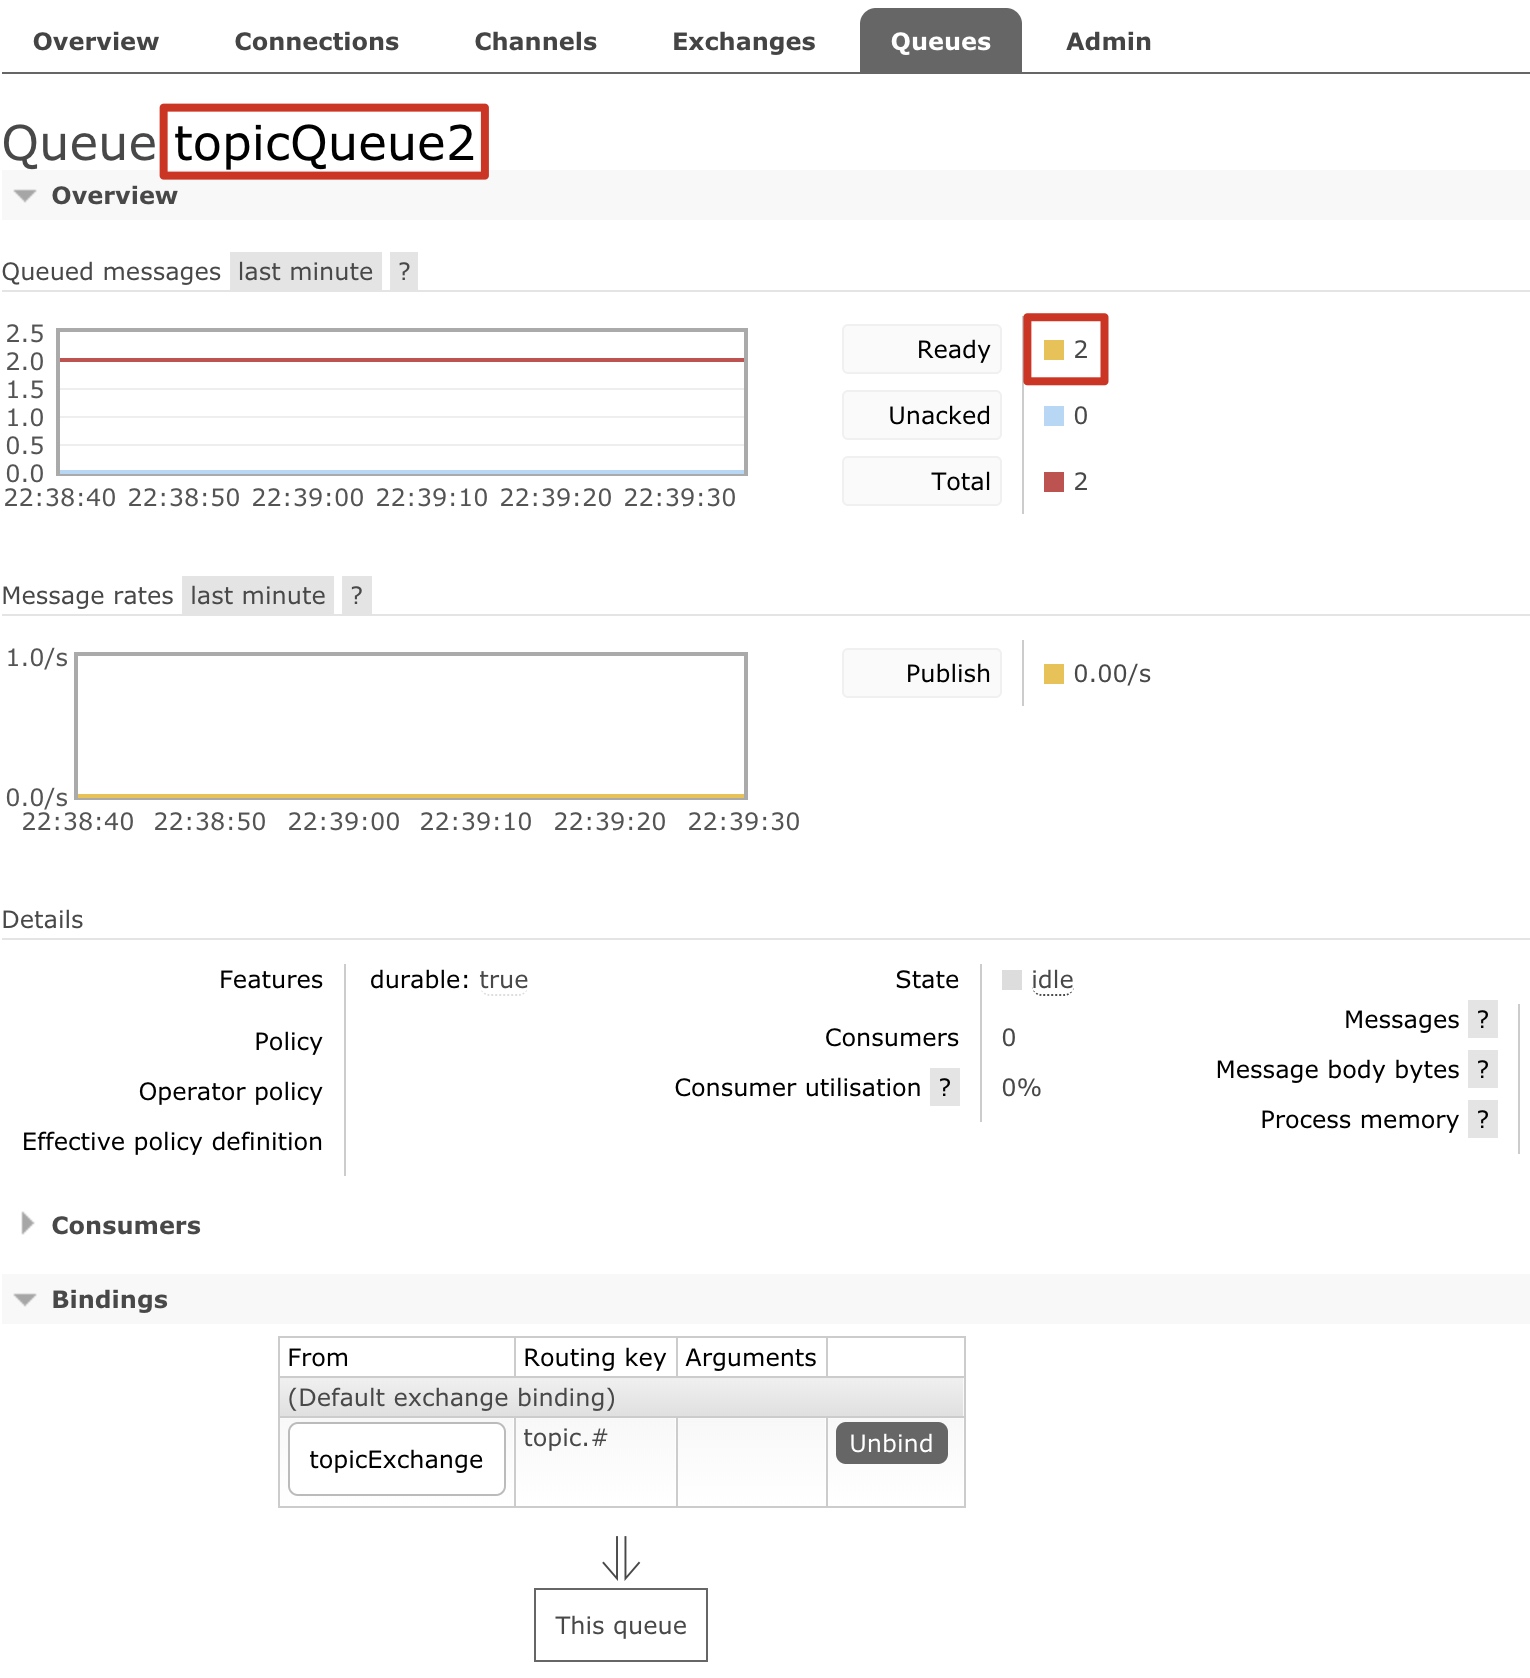 Overview Connections Channels Exchanges Queues Admin
Queue topicQueue2
Overview
Queued messages last minute ?
2.5
2.0
1.5
1.0
0.5
0.0
22:38:40 22:38:50 22:39:00 22:39:10 22:39:20 22:39:30
Ready 2
Unacked 0
Total 2
Message rates last minute ?
1.0/s
0.0/s
22:38:40 22:38:50 22:39:00 22:39:10 22:39:20 22:39:30
Publish 0.00/s
Details
Features durable: true
Policy
Operator policy
Effective policy definition
State idle
Consumers 0
Consumer utilisation ? 0%
Messages ?
Message body bytes ?
Process memory ?
Consumers
Bindings
From Routing key Arguments
(Default exchange binding)
topicExchange topic.# Unbind
⇓
This queue